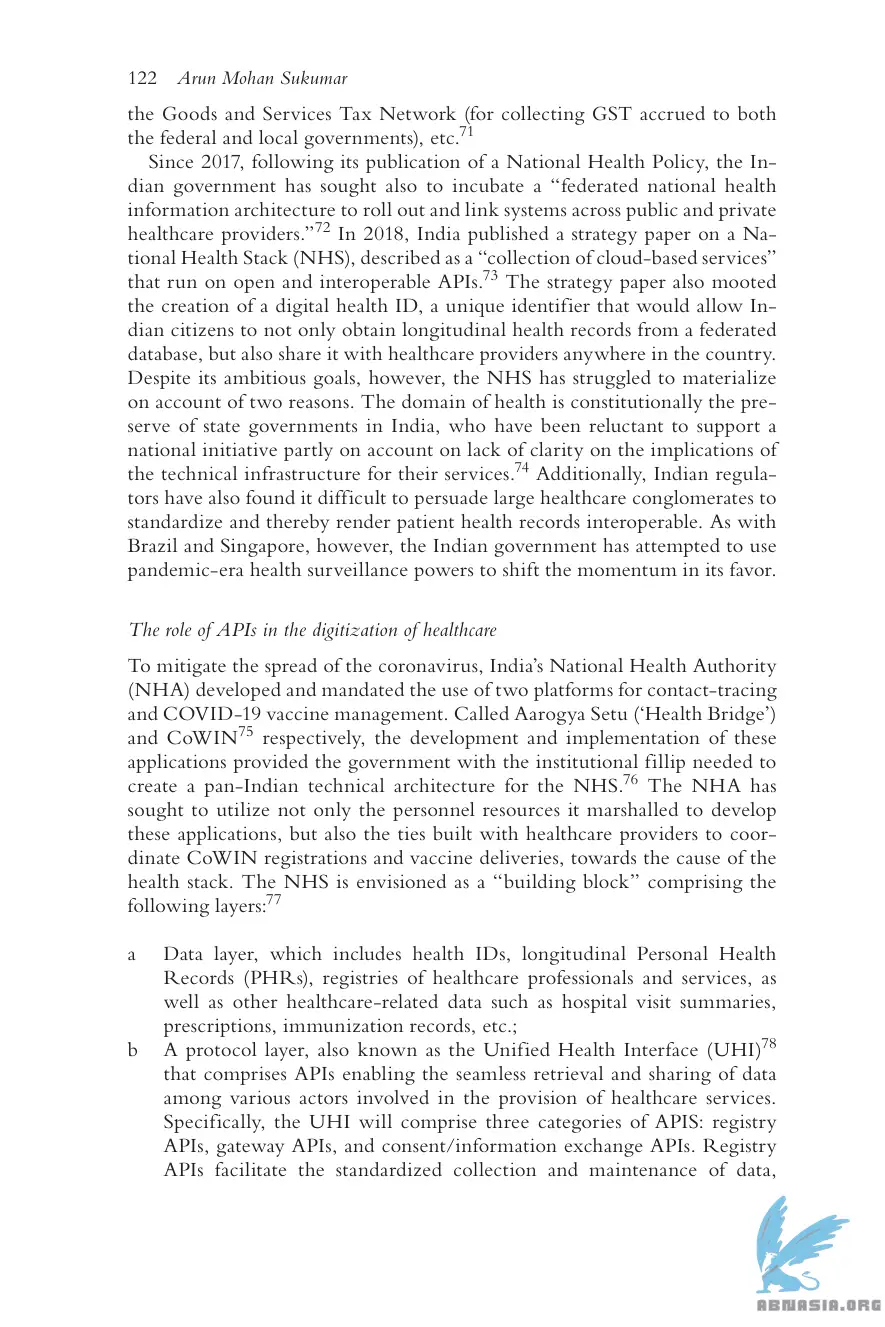 122 Arun Mohan Sukumar
the Goods and Services Tax Network (for collecting GST accrued to both
the federal and local governments), etc.71
Since 2017, following its publication of a National Health Policy, the In-
dian government has sought also to incubate a “federated national health
information architecture to roll out and link systems across public and private
healthcare providers.”72 In 2018, India published a strategy paper on a Na-
tional Health Stack (NHS), described as a “collection of cloud-based services”
that run on open and interoperable APIs.73 The strategy paper also mooted
the creation of a digital health ID, a unique identifier that would allow In-
dian citizens to not only obtain longitudinal health records from a federated
database, but also share it with healthcare providers anywhere in the country.
Despite its ambitious goals, however, the NHS has struggled to materialize
on account of two reasons. The domain of health is constitutionally the pre-
serve of state governments in India, who have been reluctant to support a
national initiative partly on account on lack of clarity on the implications of
the technical infrastructure for their services.74 Additionally, Indian regula-
tors have also found it difficult to persuade large healthcare conglomerates to
standardize and thereby render patient health records interoperable. As with
Brazil and Singapore, however, the Indian government has attempted to use
pandemic-era health surveillance powers to shift the momentum in its favor.
The role of APIs in the digitization of healthcare
To mitigate the spread of the coronavirus, India’s National Health Authority
(NHA) developed and mandated the use of two platforms for contact-tracing
and COVID-19 vaccine management. Called Aarogya Setu (‘Health Bridge’)
and CoWIN75 respectively, the development and implementation of these
applications provided the government with the institutional fillip needed to
create a pan-Indian technical architecture for the NHS.76 The NHA has
sought to utilize not only the personnel resources it marshalled to develop
these applications, but also the ties built with healthcare providers to coor-
dinate CoWIN registrations and vaccine deliveries, towards the cause of the
health stack. The NHS is envisioned as a “building block” comprising the
following layers:77
a Data layer, which includes health IDs, longitudinal Personal Health
Records (PHRs), registries of healthcare professionals and services, as
well as other healthcare-related data such as hospital visit summaries,
prescriptions, immunization records, etc.;
b A protocol layer, also known as the Unified Health Interface (UHI)78
that comprises APIs enabling the seamless retrieval and sharing of data
among various actors involved in the provision of healthcare services.
Specifically, the UHI will comprise three categories of APIS: registry
APIs, gateway APIs, and consent/information exchange APIs. Registry
APIs facilitate the standardized collection and maintenance of data,
ABNASIA.ORG